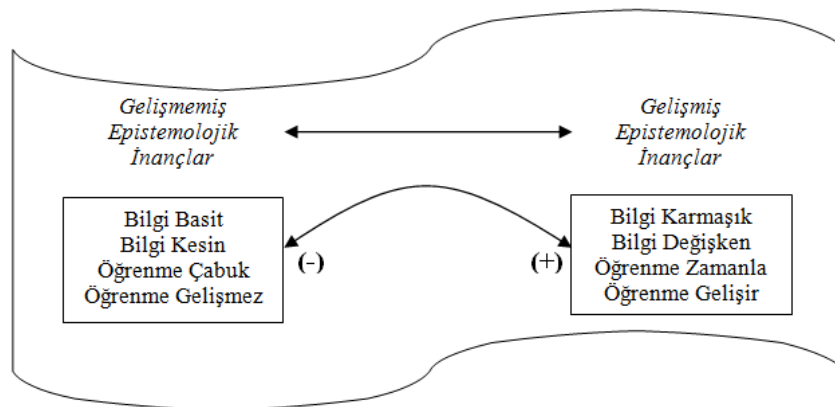 Gelişmemiş
Epistemolojik
İnançlar
Gelişmiş
Epistemolojik
İnançlar
Bilgi Basit
Bilgi Kesin
Öğrenme Çabuk
Öğrenme Gelişmez
(-)
(+)
Bilgi Karmaşık
Bilgi Değişken
Öğrenme Zamanla
Öğrenme Gelişir